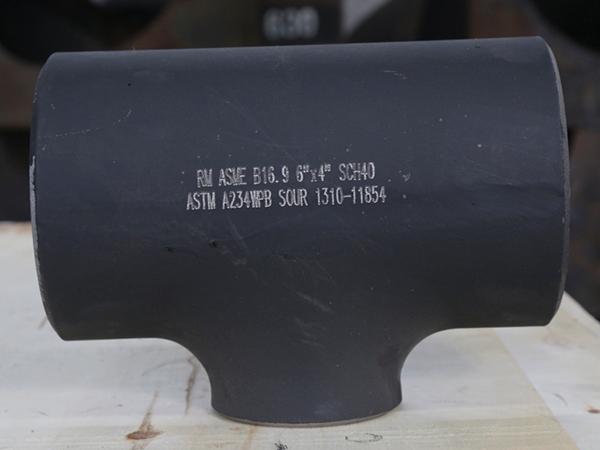 RM ASME B16.9 6"x4" SCH40
ASTM A234WPB SOUR 1310-11854